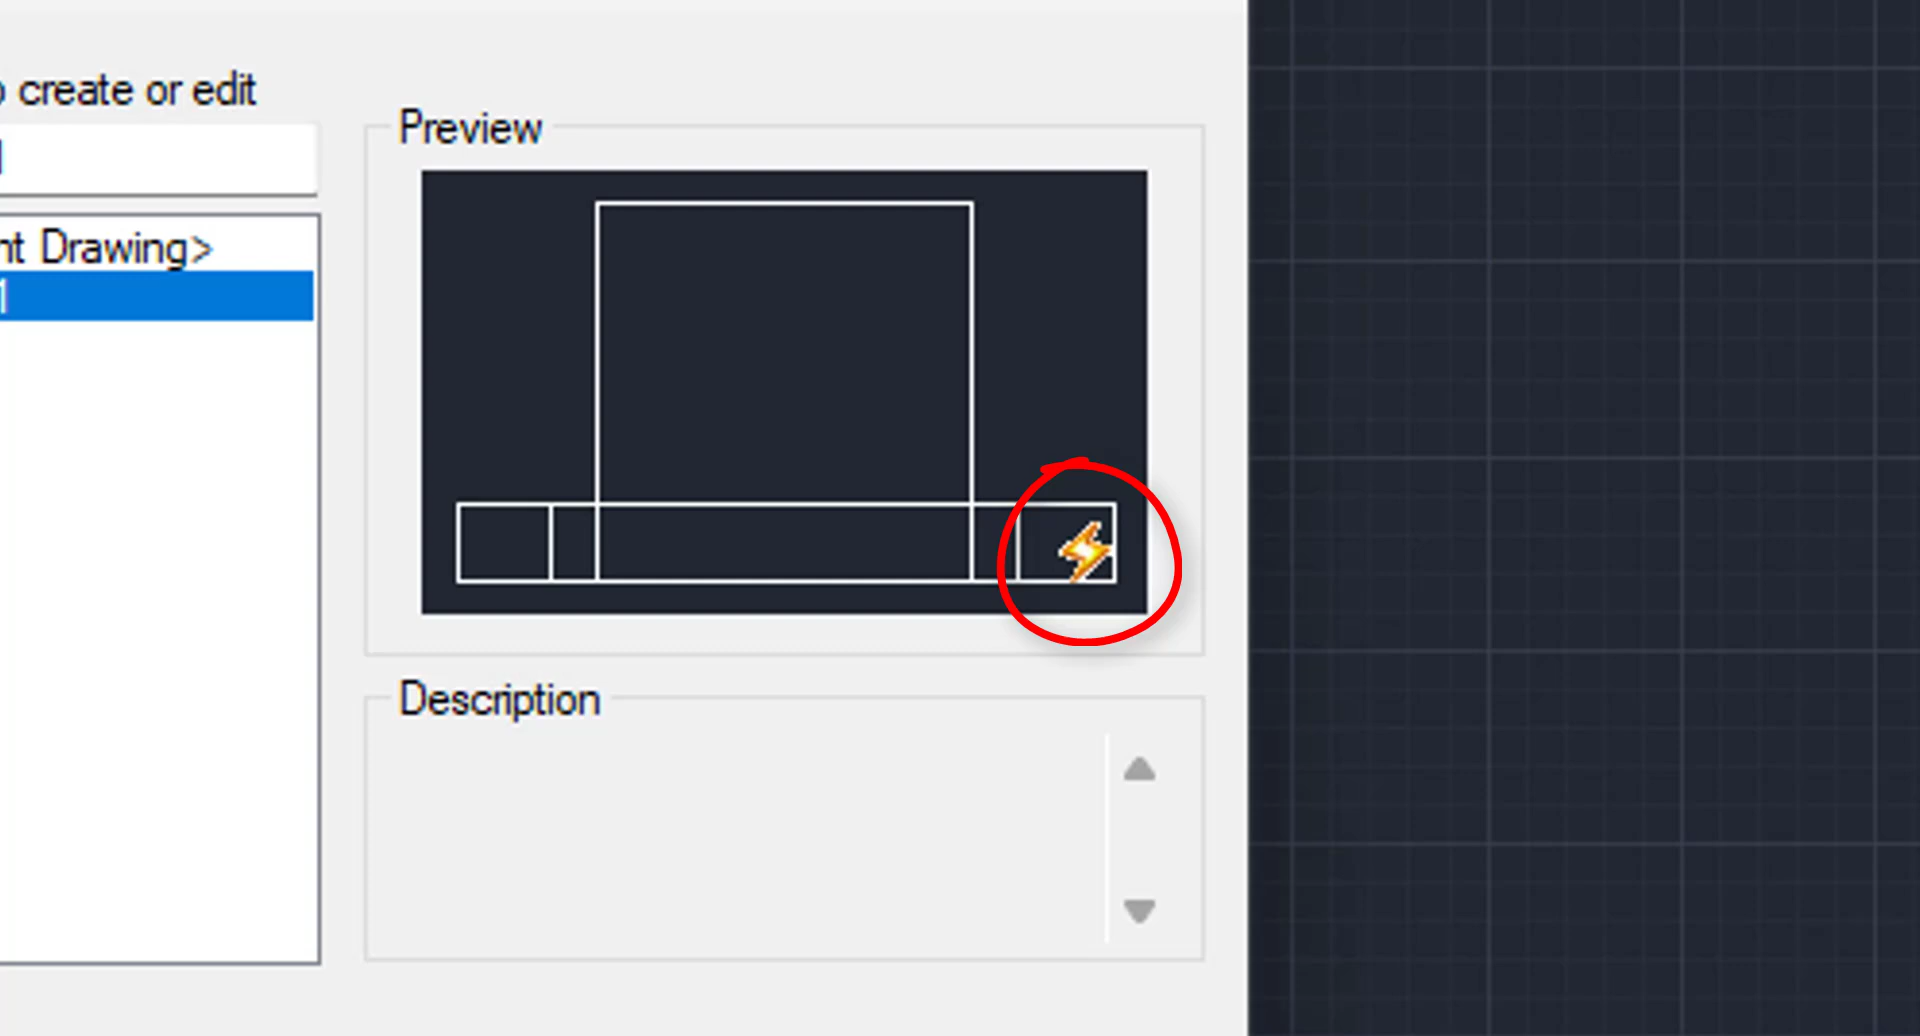 create or edit
Preview
Drawing>
Description